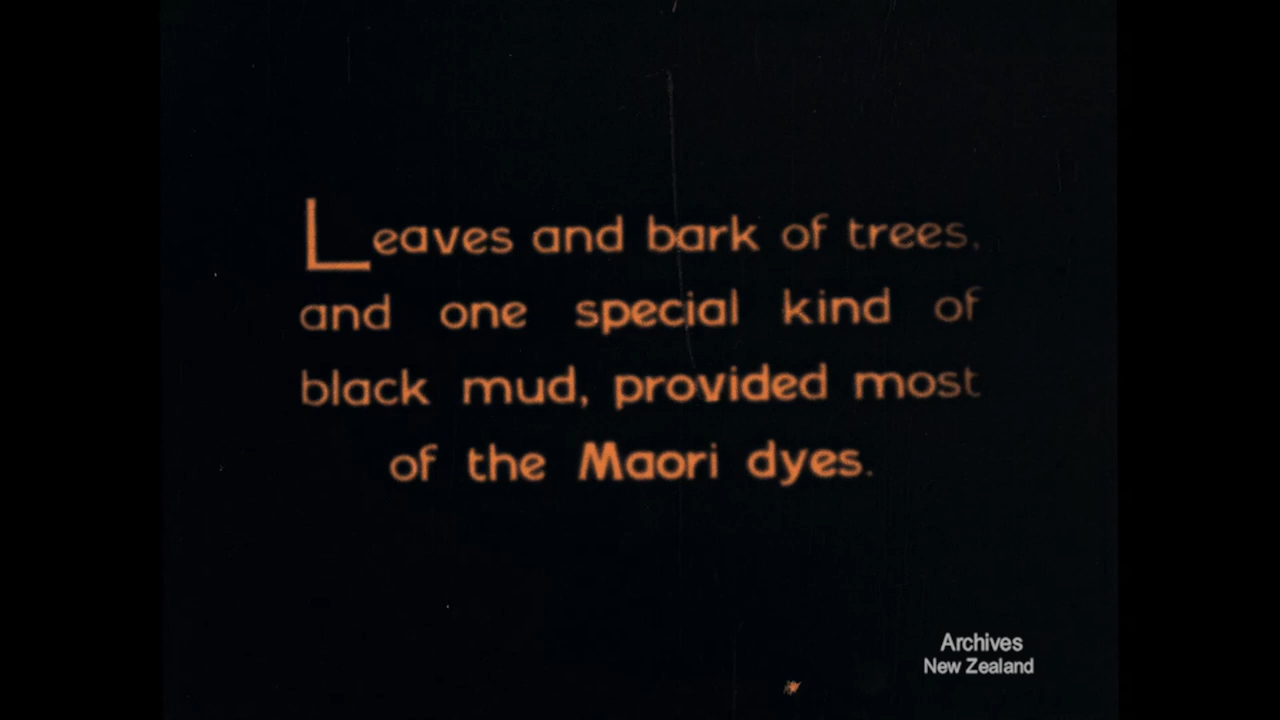 Leaves and bark of trees,
and one special kind of
black mud, provided most
of the Maori dyes.
Archives
New Zealand